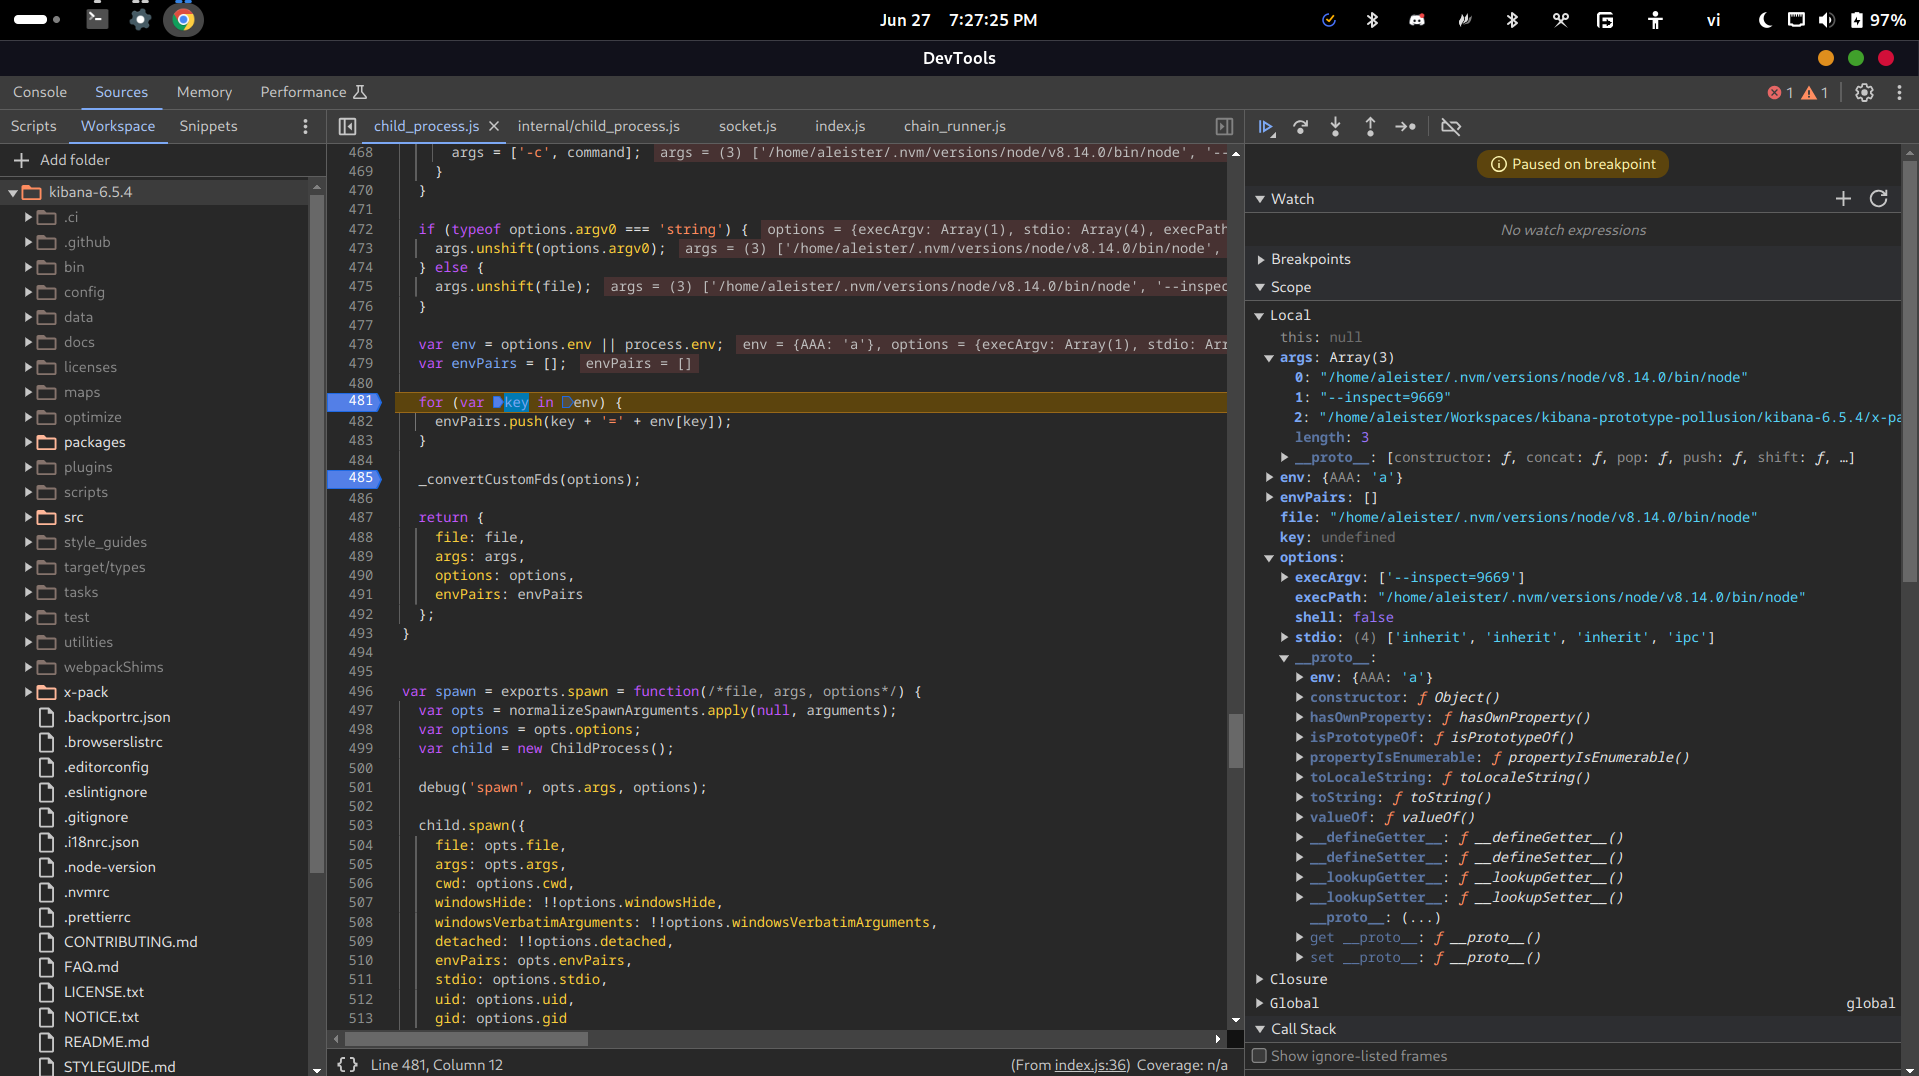 Jun 27 7:27:25 PM
vi
97%
DevTools
Console Sources Memory Performance
1 1
Scripts Workspace Snippets
Add folder
kibana-6.5.4
.ci
.github
bin
config
data
docs
licenses
maps
optimize
packages
plugins
scripts
src
style_guides
target/types
tasks
test
utilities
webpackShims
x-pack
.backportrc.json
.browserslistrc
.editorconfig
.eslintignore
.gitignore
.i18nrc.json
.node-version
.nvmrc
.prettierrc
CONTRIBUTING.md
FAQ.md
LICENSE.txt
NOTICE.txt
README.md
STYLEGUIDE.md
child_process.js internal/child_process.js socket.js index.js chain_runner.js
468 args = ['-c', command]; args = (3) ['/home/aleister/.nvm/versions/node/v8.14.0/bin/node', '--
469 }
470 }
471
472 if (typeof options.argv0 === 'string') { options = {execArgv: Array(1), stdio: Array(4), execPath
473 args.unshift(options.argv0); args = (3) ['/home/aleister/.nvm/versions/node/v8.14.0/bin/node',
474 } else {
475 args.unshift(file); args = (3) ['/home/aleister/.nvm/versions/node/v8.14.0/bin/node', '--inspec
476 }
477
478 var env = options.env || process.env; env = {AAA: 'a'}, options = {execArgv: Array(1), stdio: Arr
479 var envPairs = []; envPairs = []
480
481 for (var key in env) {
482 envPairs.push(key + '=' + env[key]);
483 }
484
485 _convertCustomFds(options);
486
487 return {
488 file: file,
489 args: args,
490 options: options,
491 envPairs: envPairs
492 };
493 }
494
495
496 var spawn = exports.spawn = function(/*file, args, options*/) {
497 var opts = normalizeSpawnArguments.apply(null, arguments);
498 var options = opts.options;
499 var child = new ChildProcess();
500
501 debug('spawn', opts.args, options);
502
503 child.spawn({
504 file: opts.file,
505 args: opts.args,
506 cwd: options.cwd,
507 windowsHide: !!options.windowsHide,
508 windowsVerbatimArguments: !!options.windowsVerbatimArguments,
509 detached: !!options.detached,
510 envPairs: opts.envPairs,
511 stdio: options.stdio,
512 uid: options.uid,
513 gid: options.gid
{} Line 481, Column 12 (From index.js:36) Coverage: n/a
Paused on breakpoint
Watch
No watch expressions
Breakpoints
Scope
Local
this: null
args: Array(3)
0: "/home/aleister/.nvm/versions/node/v8.14.0/bin/node"
1: "--inspect=9669"
2: "/home/aleister/Workspaces/kibana-prototype-pollusion/kibana-6.5.4/x-pa
length: 3
__proto__: [constructor: ƒ, concat: ƒ, pop: ƒ, push: ƒ, shift: ƒ, …]
env: {AAA: 'a'}
envPairs: []
file: "/home/aleister/.nvm/versions/node/v8.14.0/bin/node"
key: undefined
options:
execArgv: ['--inspect=9669']
execPath: "/home/aleister/.nvm/versions/node/v8.14.0/bin/node"
shell: false
stdio: (4) ['inherit', 'inherit', 'inherit', 'ipc']
__proto__:
env: {AAA: 'a'}
constructor: ƒ Object()
hasOwnProperty: ƒ hasOwnProperty()
isPrototypeOf: ƒ isPrototypeOf()
propertyIsEnumerable: ƒ propertyIsEnumerable()
toLocaleString: ƒ toLocaleString()
toString: ƒ toString()
valueOf: ƒ valueOf()
__defineGetter__: ƒ __defineGetter__()
__defineSetter__: ƒ __defineSetter__()
__lookupGetter__: ƒ __lookupGetter__()
__lookupSetter__: ƒ __lookupSetter__()
__proto__: (...)
get __proto__: ƒ __proto__()
set __proto__: ƒ __proto__()
Closure
Global global
Call Stack
Show ignore-listed frames